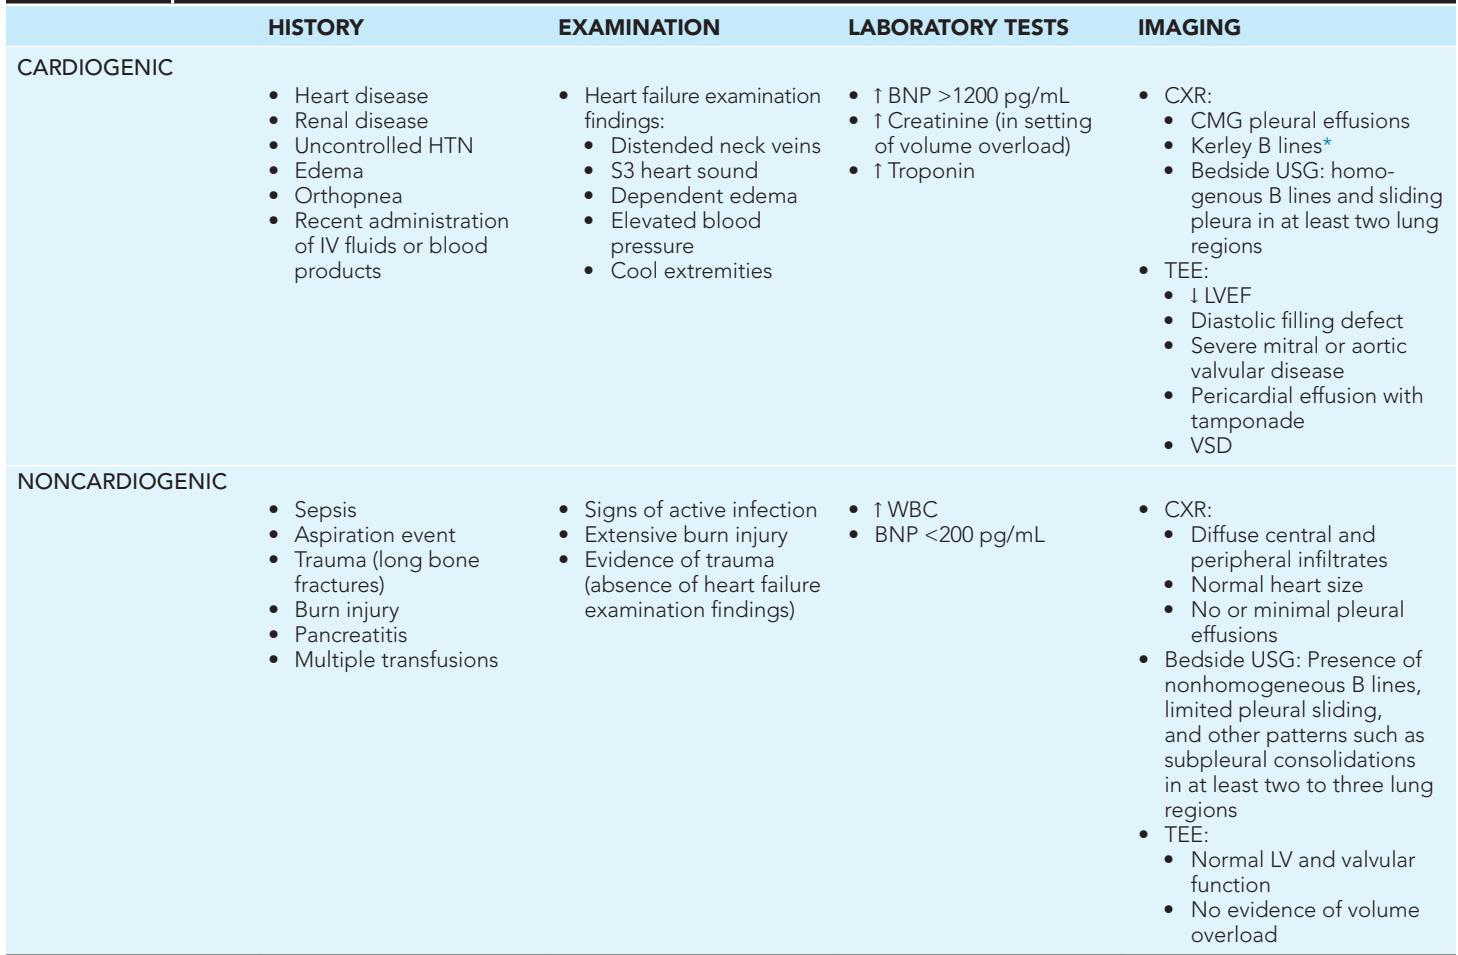 HISTORY EXAMINATION LABORATORY TESTS IMAGING
CARDIOGENIC
• Heart disease
• Renal disease
• Uncontrolled HTN
• Edema
• Orthopnea
• Recent administration
of IV fluids or blood
products
• Heart failure examination
findings:
• Distended neck veins
• S3 heart sound
• Dependent edema
• Elevated blood
pressure
• Cool extremities
• ↑ BNP >1200 pg/mL
• ↑ Creatinine (in setting
of volume overload)
• ↑ Troponin
• CXR:
• CMG pleural effusions
• Kerley B lines*
• Bedside USG: homo-
genous B lines and sliding
pleura in at least two lung
regions
• TEE:
• ↓ LVEF
• Diastolic filling defect
• Severe mitral or aortic
valvular disease
• Pericardial effusion with
tamponade
• VSD
NONCARDIOGENIC
• Sepsis
• Aspiration event
• Trauma (long bone
fractures)
• Burn injury
• Pancreatitis
• Multiple transfusions
• Signs of active infection
• Extensive burn injury
• Evidence of trauma
(absence of heart failure
examination findings)
• ↑ WBC
• BNP <200 pg/mL
• CXR:
• Diffuse central and
peripheral infiltrates
• Normal heart size
• No or minimal pleural
effusions
• Bedside USG: Presence of
nonhomogeneous B lines,
limited pleural sliding,
and other patterns such as
subpleural consolidations
in at least two to three lung
regions
• TEE:
• Normal LV and valvular
function
• No evidence of volume
overload